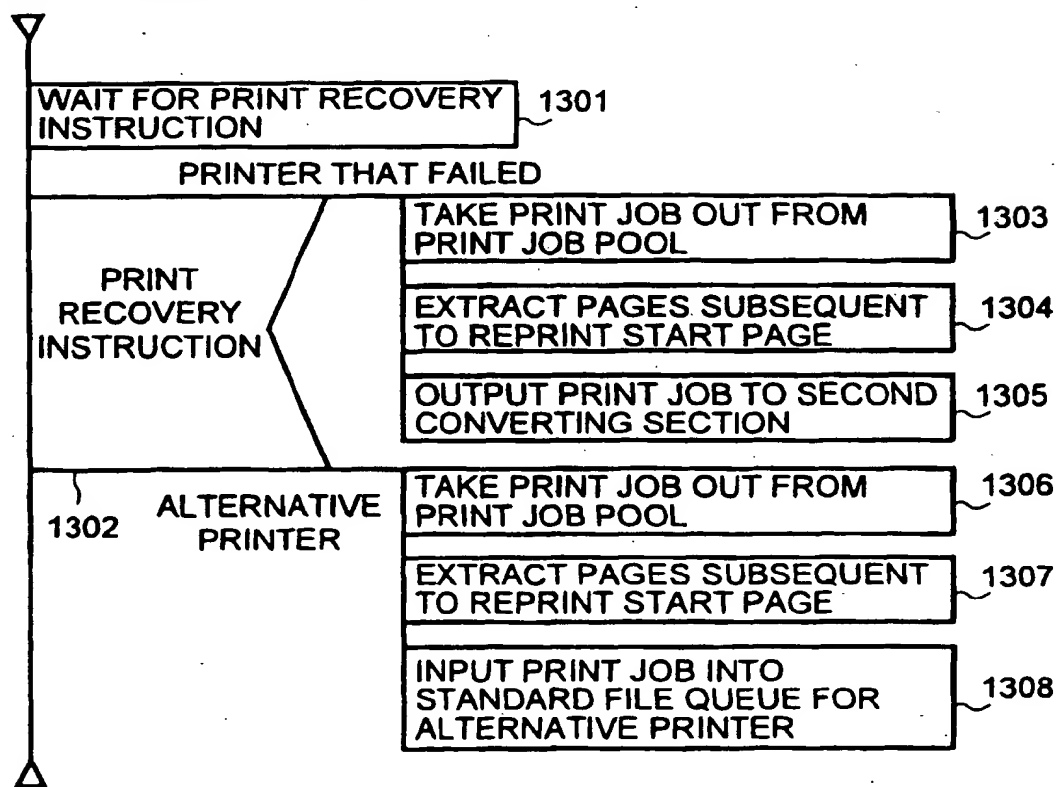 WAIT FOR PRINT RECOVERY
INSTRUCTION
1301
PRINTER THAT FAILED
PRINT
RECOVERY
INSTRUCTION
TAKE PRINT JOB OUT FROM
PRINT JOB POOL
1303
EXTRACT PAGES SUBSEQUENT
TO REPRINT START PAGE
1304
OUTPUT PRINT JOB TO SECOND
CONVERTING SECTION
1305
1302
ALTERNATIVE
PRINTER
TAKE PRINT JOB OUT FROM
PRINT JOB POOL
1306
EXTRACT PAGES SUBSEQUENT
TO REPRINT START PAGE
1307
INPUT PRINT JOB INTO
STANDARD FILE QUEUE FOR
ALTERNATIVE PRINTER
1308